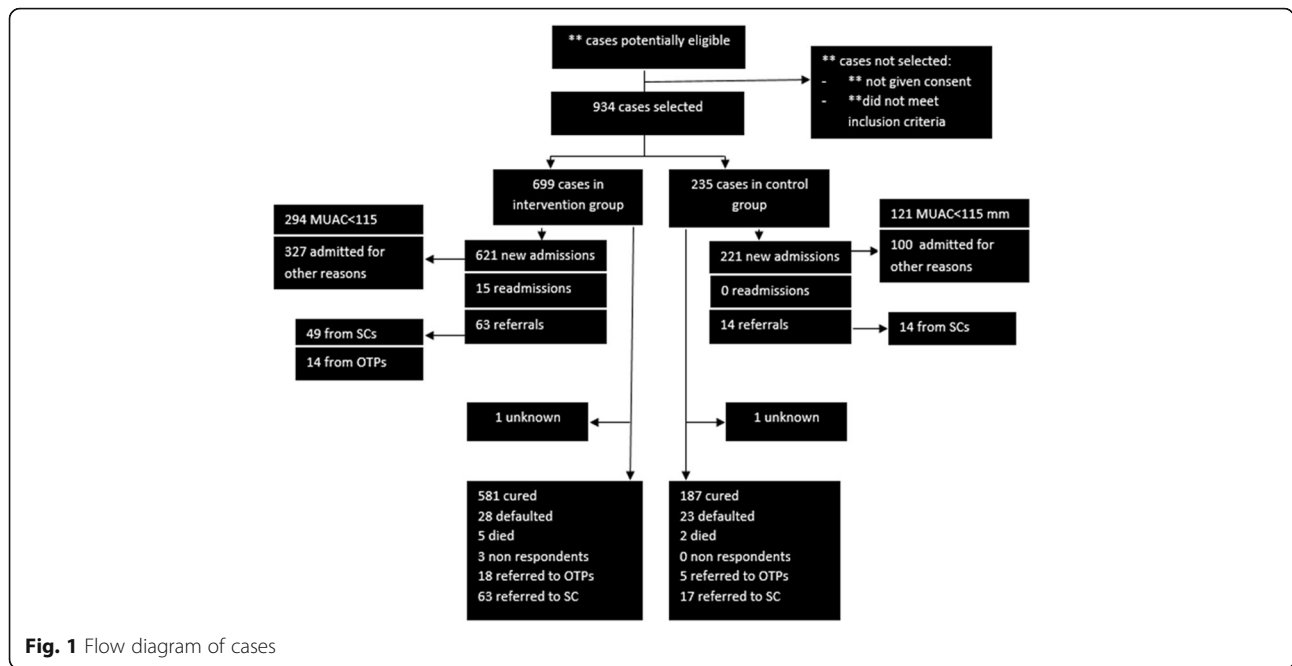 ** cases potentially eligible
** cases not selected:
- ** not given consent
- **did not meet
inclusion criteria
934 cases selected
699 cases in
intervention group
235 cases in control
group
294 MUAC<115
327 admitted for
other reasons
621 new admissions
15 readmissions
63 referrals
49 from SCs
14 from OTPs
221 new admissions
0 readmissions
14 referrals
121 MUAC<115 mm
100 admitted for
other reasons
14 from SCs
1 unknown
1 unknown
581 cured
28 defaulted
5 died
3 non respondents
18 referred to OTPs
63 referred to SC
187 cured
23 defaulted
2 died
0 non respondents
5 referred to OTPs
17 referred to SC
Fig. 1 Flow diagram of cases